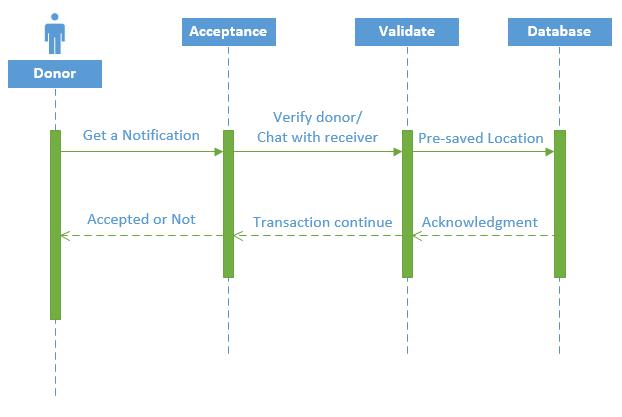 Acceptance
Validate
Database
Donor
Get a Notification
Verify donor/
Chat with receiver
Pre-saved Location
Accepted or Not
Transaction continue
Acknowledgment